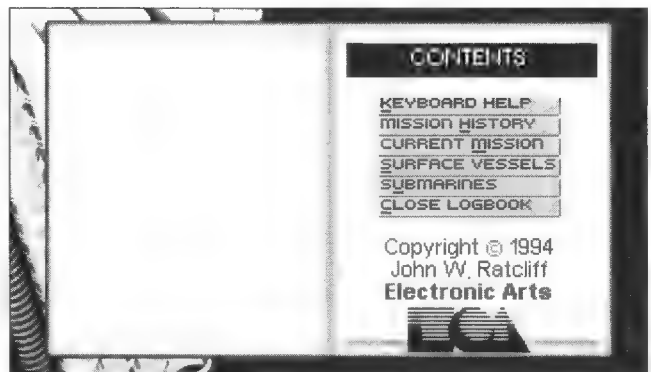 CONTENTS
KEYBOARD HELP
MISSION HISTORY
CURRENT MISSION
SURFACE VESSELS
SUBMARINES
CLOSE LOGBOOK
Copyright © 1994
John W. Ratcliff
Electronic Arts